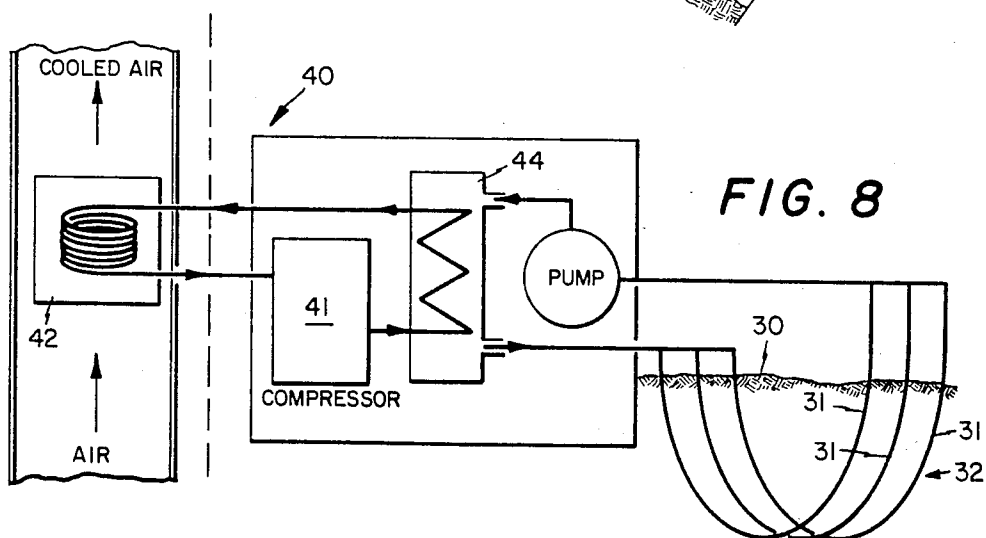 COOLED AIR
40
44
FIG. 8
PUMP
41
42
COMPRESSOR
30
31
31
31
32
AIR